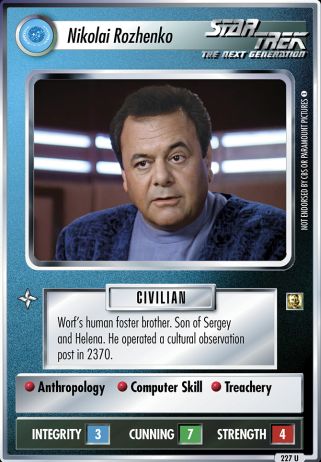 Nikolai Rozhenko
STAR TREK
THE NEXT GENERATION
NOT ENDORSED BY CBS OR PARAMOUNT PICTURES
CIVILIAN
Worf's human foster brother. Son of Sergey
and Helena. He operated a cultural observation
post in 2370.
Anthropology Computer Skill Treachery
INTEGRITY 3 CUNNING 7 STRENGTH 4
227 U